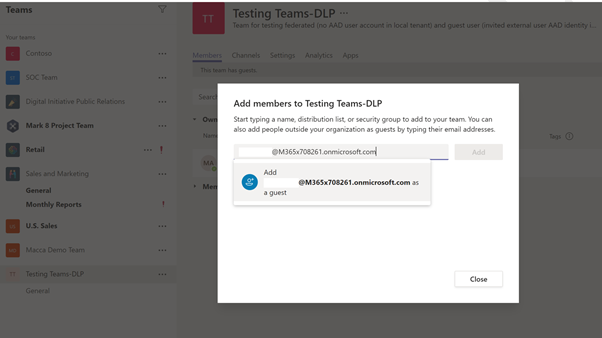 Teams
Your teams
Contoso
SOC Team
Digital Initiative Public Relations
Mark 8 Project Team
Retail
Sales and Marketing
General
Monthly Reports
U.S. Sales
Macca Demo Team
TT
Testing Teams-DLP
General
TT
Testing Teams-DLP ...
Team for testing federated (no AAD user account in local tenant) and guest user (invited external user AAD identity i...
Members
Channels
Settings
Analytics
Apps
This team has guests
Search
Own
Nam
Tags
MA
Mem
Add members to Testing Teams-DLP
Start typing a name, distribution list, or security group to add to your team. You can
also add people outside your organization as guests by typing their email addresses.
@M365x708261.onmicrosoft.com
Add
Add
@M365x708261.onmicrosoft.com as
a guest
Close